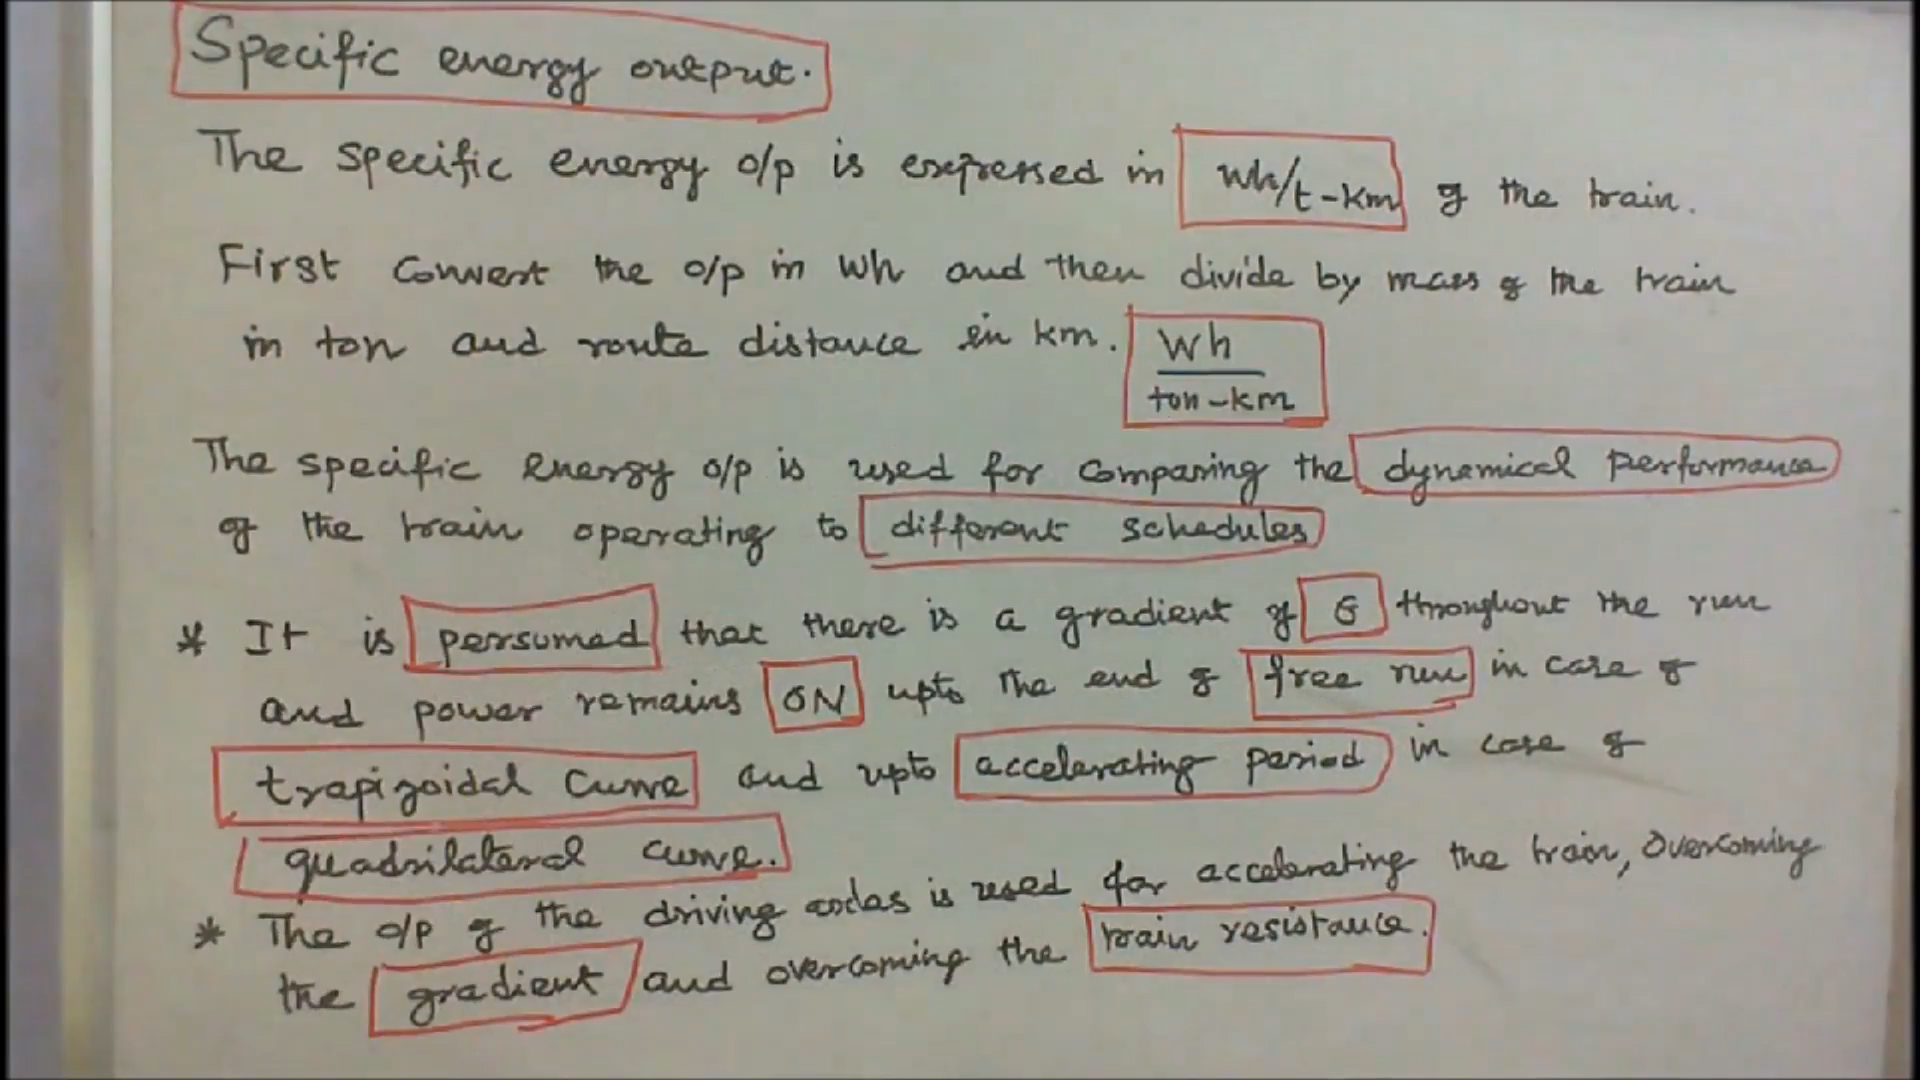 Specific energy output.
The specific energy o/p is expressed in Wh/t-km of the train.
First convert the o/p in Wh and then divide by mass of the train
in ton and route distance in km. Wh/ton-km
The specific energy o/p is used for comparing the dynamical performance
of the train operating to different schedules
* It is persumed that there is a gradient of G throughout the run
and power remains ON upto the end of free run in case of
trapizoidal curve and upto accelerating period in case of
quadrilateral curve.
* The o/p of the driving axles is used for accelerating the train, overcoming
the gradient and overcoming the train resistance.